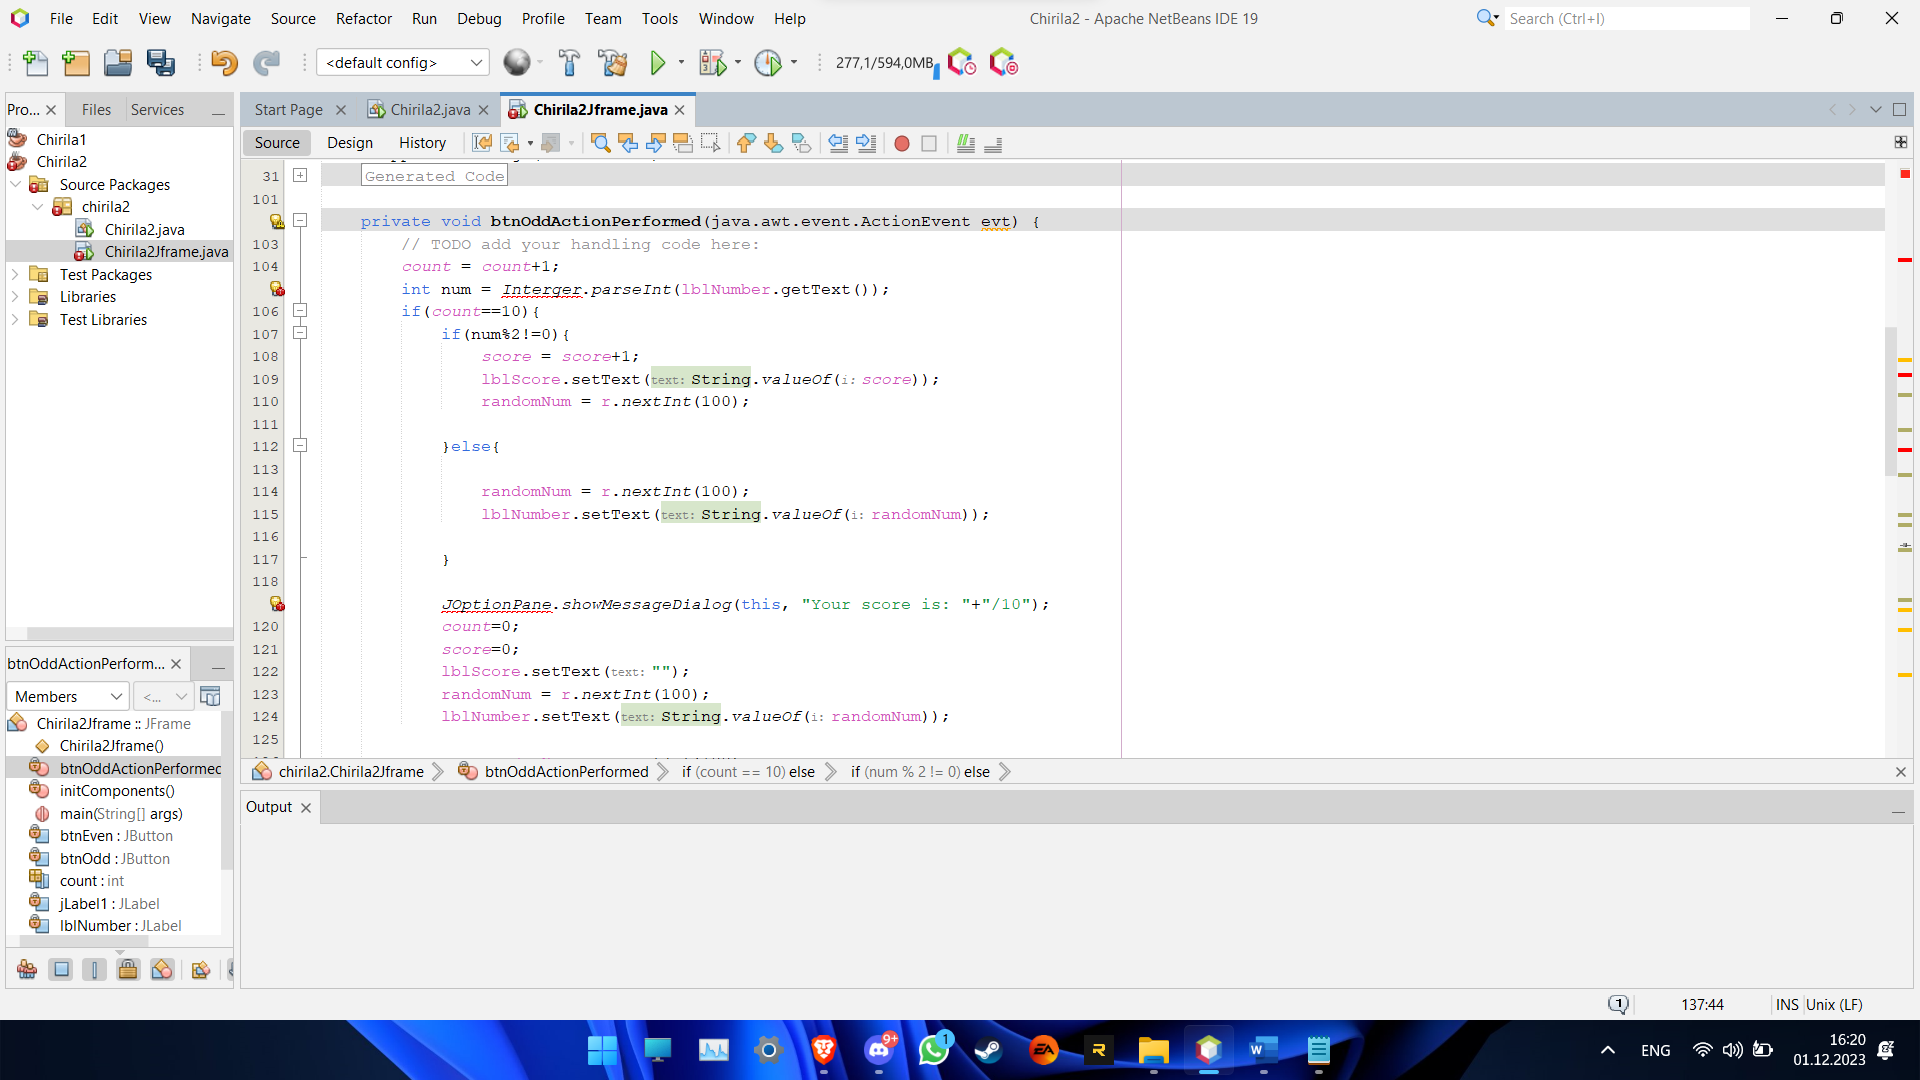 File Edit View Navigate Source Refactor Run Debug Profile Team Tools Window Help
Chirila2 - Apache NetBeans IDE 19
Search (Ctrl+I)
<default config>
277,1/594,0MB
Pro... Files Services
Start Page Chirila2.java Chirila2Jframe.java
Source Design History
Chirila1
Chirila2
Source Packages
chirila2
Chirila2.java
Chirila2Jframe.java
Test Packages
Libraries
Test Libraries
31 Generated Code
101
private void btnOddActionPerformed(java.awt.event.ActionEvent evt) {
103 // TODO add your handling code here:
104 count = count+1;
int num = Interger.parseInt(lblNumber.getText());
106 if(count==10){
107 if(num%2!=0){
108 score = score+1;
109 lblScore.setText(text: String.valueOf(i: score));
110 randomNum = r.nextInt(100);
111
112 }else{
113
114 randomNum = r.nextInt(100);
115 lblNumber.setText(text: String.valueOf(i: randomNum));
116
117 }
118
JOptionPane.showMessageDialog(this, "Your score is: "+"/10");
120 count=0;
121 score=0;
122 lblScore.setText(text: "");
123 randomNum = r.nextInt(100);
124 lblNumber.setText(text: String.valueOf(i: randomNum));
125
chirila2.Chirila2Jframe btnOddActionPerformed if (count == 10) else if (num % 2 != 0) else
btnOddActionPerform...
Members <...
Chirila2Jframe :: JFrame
Chirila2Jframe()
btnOddActionPerformed
initComponents()
main(String[] args)
btnEven : JButton
btnOdd : JButton
count : int
jLabel1 : JLabel
lblNumber : JLabel
Output
1 137:44 INS Unix (LF)
9+
1
EA
R
W
ENG
16:20
01.12.2023